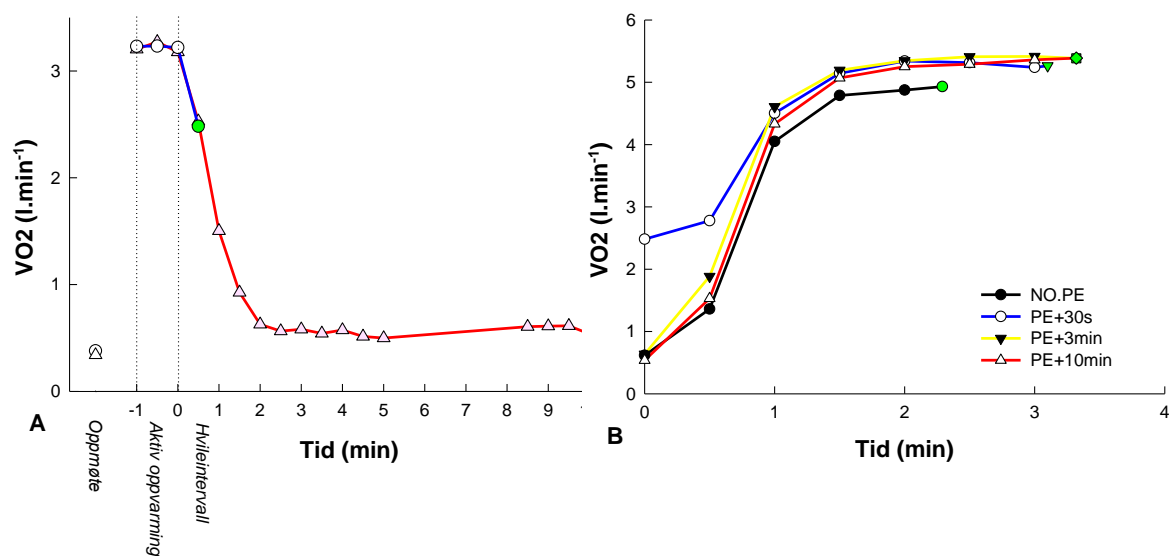 3
2
1
0
VO2 (l.min⁻¹)
-1 0 1 2 3 4 5 8 9
A
Tid (min)
Oppmøte
Aktiv oppvarming
Hvileintervall
6
5
4
3
2
1
0
VO2 (l.min⁻¹)
NO.PE
PE+30s
PE+3min
PE+10min
0 1 2 3 4
B
Tid (min)